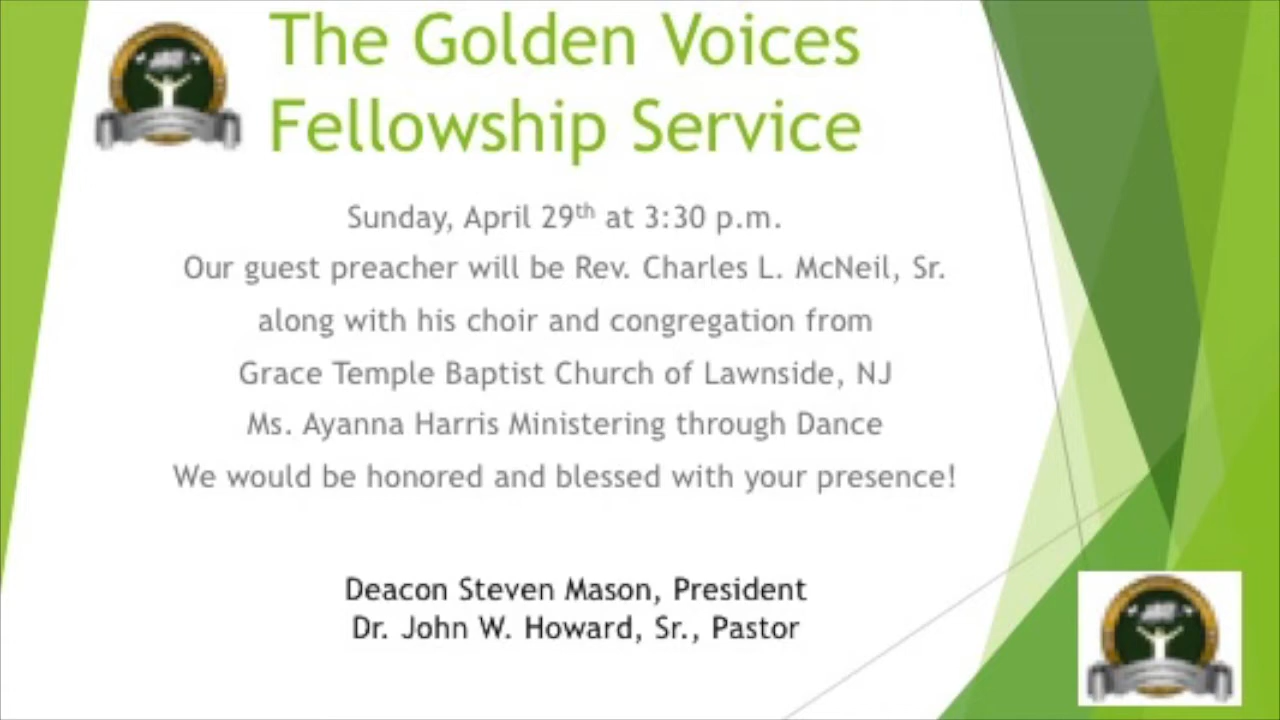 The Golden Voices
Fellowship Service
Sunday, April 29th at 3:30 p.m.
Our guest preacher will be Rev. Charles L. McNeil, Sr.
along with his choir and congregation from
Grace Temple Baptist Church of Lawnside, NJ
Ms. Ayanna Harris Ministering through Dance
We would be honored and blessed with your presence!
Deacon Steven Mason, President
Dr. John W. Howard, Sr., Pastor